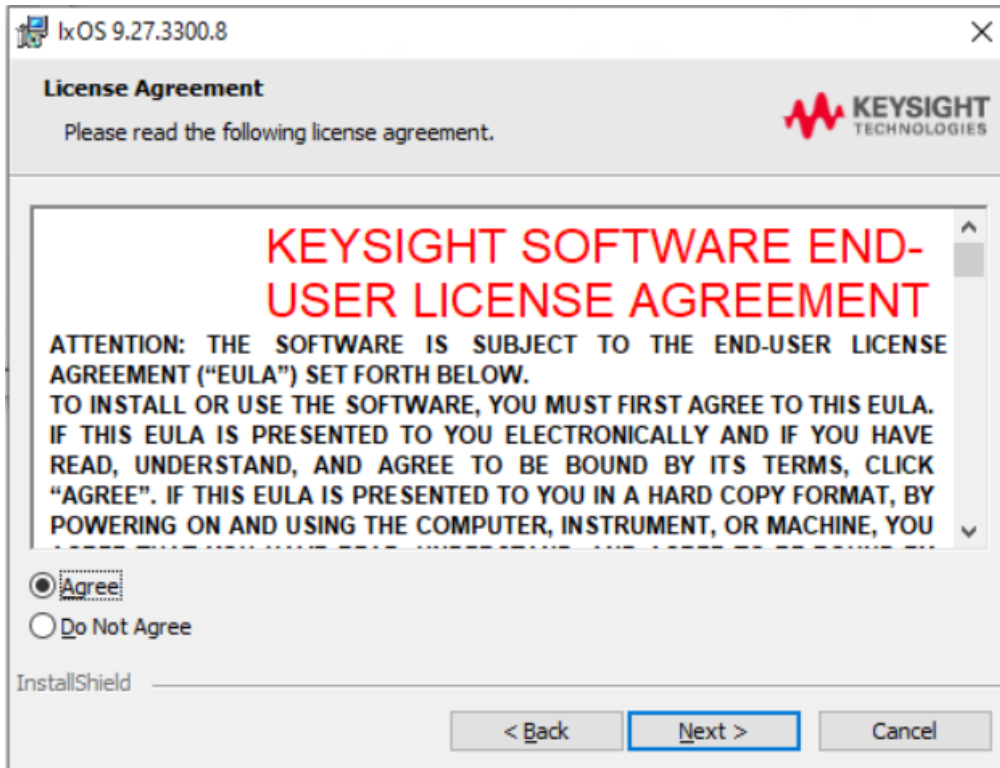 IxOS 9.27.3300.8
License Agreement
Please read the following license agreement.
KEYSIGHT
TECHNOLOGIES
KEYSIGHT SOFTWARE END-
USER LICENSE AGREEMENT
ATTENTION: THE SOFTWARE IS SUBJECT TO THE END-USER LICENSE
AGREEMENT (“EULA”) SET FORTH BELOW.
TO INSTALL OR USE THE SOFTWARE, YOU MUST FIRST AGREE TO THIS EULA.
IF THIS EULA IS PRESENTED TO YOU ELECTRONICALLY AND IF YOU HAVE
READ, UNDERSTAND, AND AGREE TO BE BOUND BY ITS TERMS, CLICK
“AGREE”. IF THIS EULA IS PRESENTED TO YOU IN A HARD COPY FORMAT, BY
POWERING ON AND USING THE COMPUTER, INSTRUMENT, OR MACHINE, YOU
Agree
Do Not Agree
InstallShield
< Back
Next >
Cancel